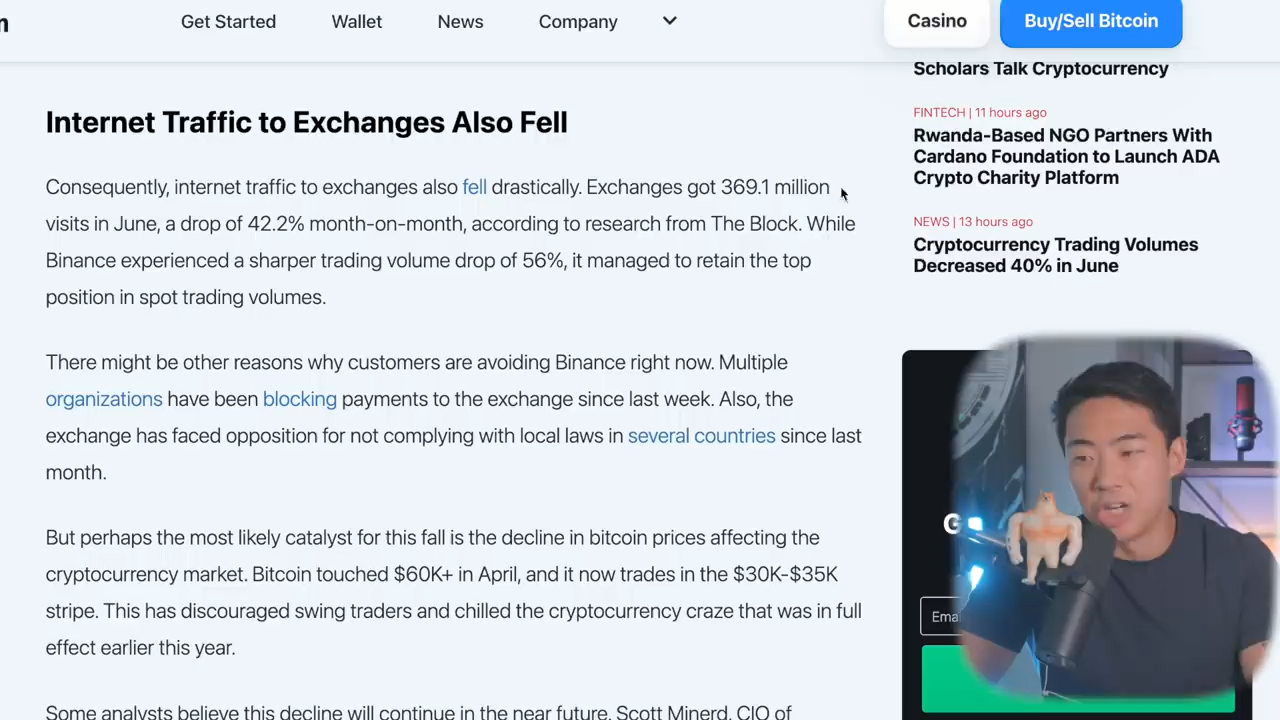 Get Started Wallet News Company Casino Buy/Sell Bitcoin
Internet Traffic to Exchanges Also Fell
Consequently, internet traffic to exchanges also fell drastically. Exchanges got 369.1 million
visits in June, a drop of 42.2% month-on-month, according to research from The Block. While
Binance experienced a sharper trading volume drop of 56%, it managed to retain the top
position in spot trading volumes.
There might be other reasons why customers are avoiding Binance right now. Multiple
organizations have been blocking payments to the exchange since last week. Also, the
exchange has faced opposition for not complying with local laws in several countries since last
month.
But perhaps the most likely catalyst for this fall is the decline in bitcoin prices affecting the
cryptocurrency market. Bitcoin touched $60K+ in April, and it now trades in the $30K-$35K
stripe. This has discouraged swing traders and chilled the cryptocurrency craze that was in full
effect earlier this year.
Some analysts believe this decline will continue in the near future. Scott Minerd, CIO of
Scholars Talk Cryptocurrency
FINTECH | 11 hours ago
Rwanda-Based NGO Partners With
Cardano Foundation to Launch ADA
Crypto Charity Platform
NEWS | 13 hours ago
Cryptocurrency Trading Volumes
Decreased 40% in June
G
Ema